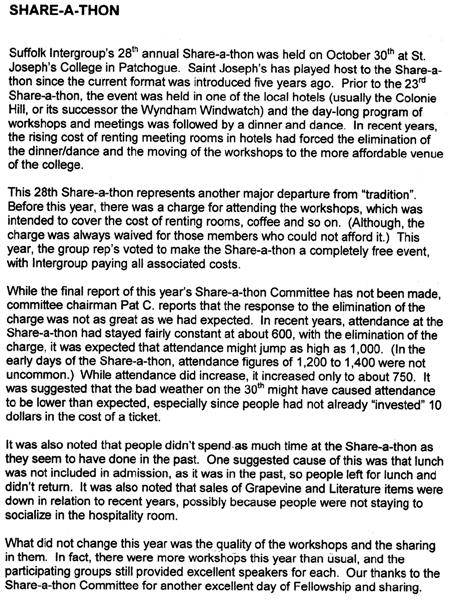 SHARE-A-THON
Suffolk Intergroup's 28th annual Share-a-thon was held on October 30th at St.
Joseph's College in Patchogue. Saint Joseph's has played host to the Share-a-
thon since the current format was introduced five years ago. Prior to the 23rd
Share-a-thon, the event was held in one of the local hotels (usually the Colonie
Hill, or its successor the Wyndham Windwatch) and the day-long program of
workshops and meetings was followed by a dinner and dance. In recent years,
the rising cost of renting meeting rooms in hotels had forced the elimination of
the dinner/dance and the moving of the workshops to the more affordable venue
of the college.
This 28th Share-a-thon represents another major departure from "tradition".
Before this year, there was a charge for attending the workshops, which was
intended to cover the cost of renting rooms, coffee and so on. (Although, the
charge was always waived for those members who could not afford it.) This
year, the group rep's voted to make the Share-a-thon a completely free event,
with Intergroup paying all associated costs.
While the final report of this year's Share-a-thon Committee has not been made,
committee chairman Pat C. reports that the response to the elimination of the
charge was not as great as we had expected. In recent years, attendance at the
Share-a-thon had stayed fairly constant at about 600, with the elimination of the
charge, it was expected that attendance might jump as high as 1,000. (In the
early days of the Share-a-thon, attendance figures of 1,200 to 1,400 were not
uncommon.) While attendance did increase, it increased only to about 750. It
was suggested that the bad weather on the 30th might have caused attendance
to be lower than expected, especially since people had not already "invested" 10
dollars in the cost of a ticket.
It was also noted that people didn't spend as much time at the Share-a-thon as
they seem to have done in the past. One suggested cause of this was that lunch
was not included in admission, as it was in the past, so people left for lunch and
didn't return. It was also noted that sales of Grapevine and Literature items were
down in relation to recent years, possibly because people were not staying to
socialize in the hospitality room.
What did not change this year was the quality of the workshops and the sharing
in them. In fact, there were more workshops this year than usual, and the
participating groups still provided excellent speakers for each. Our thanks to the
Share-a-thon Committee for another excellent day of Fellowship and sharing.